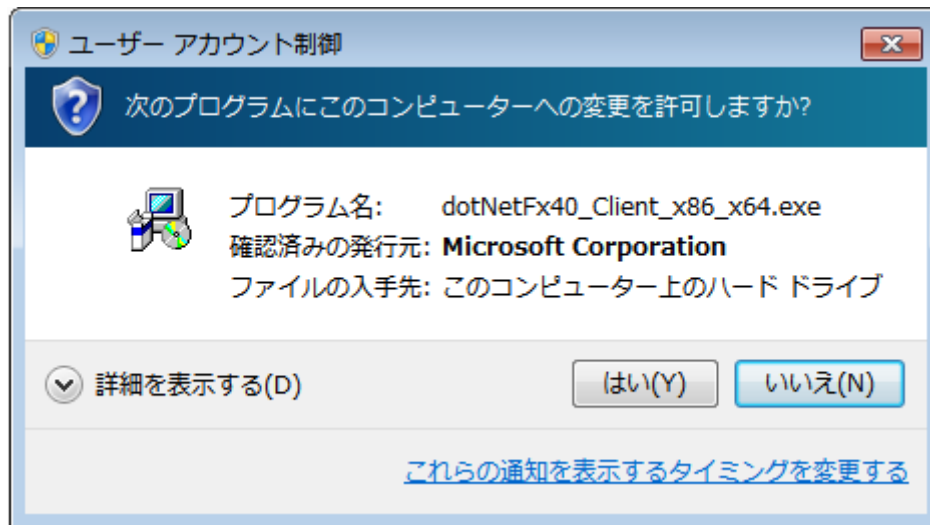 ユーザー アカウント制御
次のプログラムにこのコンピューターへの変更を許可しますか?
プログラム名: dotNetFx40_Client_x86_x64.exe
確認済みの発行元: Microsoft Corporation
ファイルの入手先: このコンピューター上のハード ドライブ
詳細を表示する(D) はい(Y) いいえ(N)
これらの通知を表示するタイミングを変更する